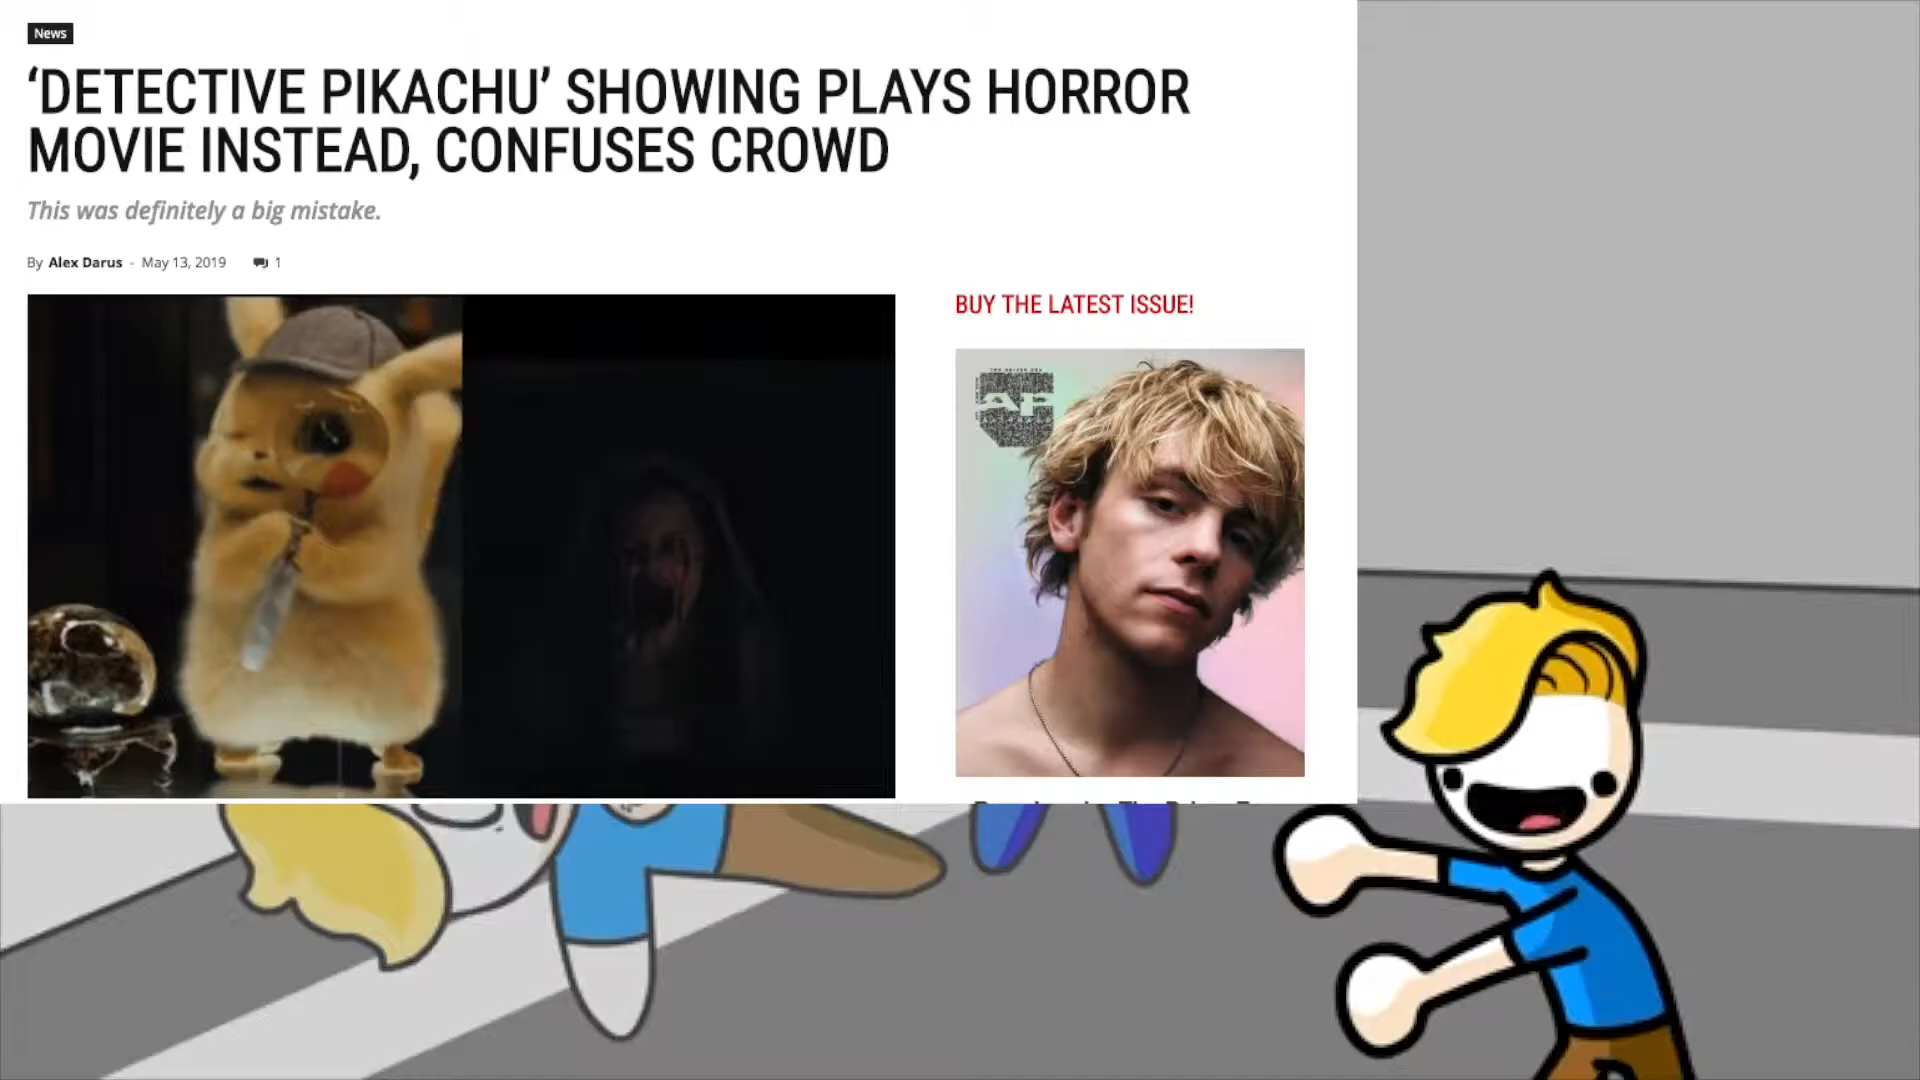 News
‘DETECTIVE PIKACHU’ SHOWING PLAYS HORROR
MOVIE INSTEAD, CONFUSES CROWD
This was definitely a big mistake.
By Alex Darus - May 13, 2019 1
BUY THE LATEST ISSUE!
AP